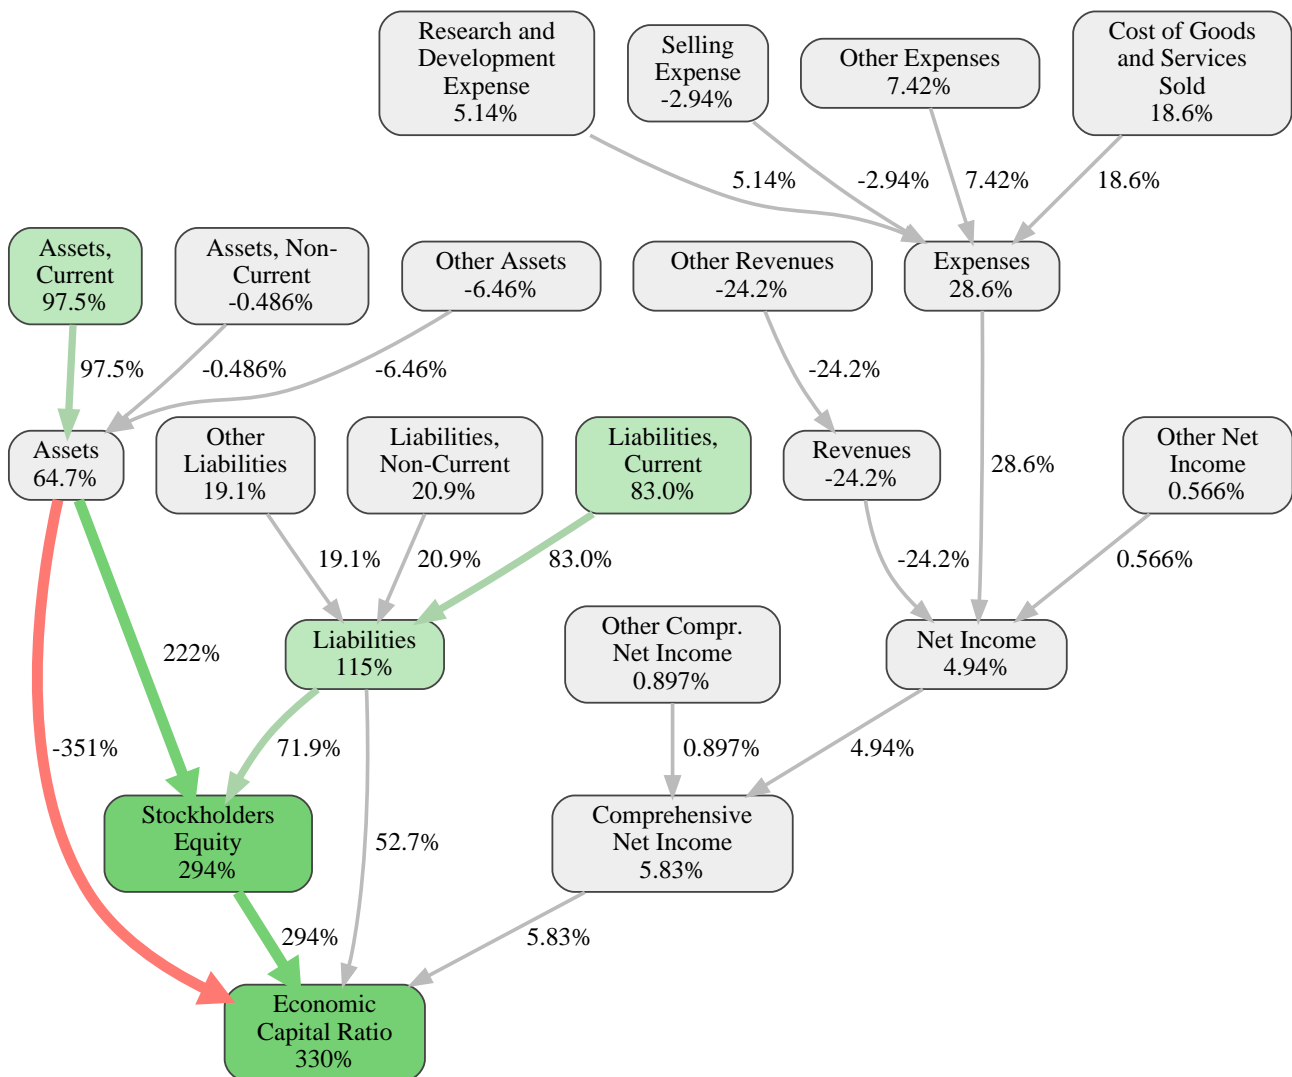 Research and
Development
Expense
5.14%
Selling
Expense
-2.94%
Other Expenses
7.42%
Cost of Goods
and Services
Sold
18.6%
5.14%
-2.94%
7.42%
18.6%
Assets,
Current
97.5%
Assets, Non-
Current
-0.486%
Other Assets
-6.46%
Other Revenues
-24.2%
Expenses
28.6%
97.5%
-0.486%
-6.46%
-24.2%
Assets
64.7%
Other
Liabilities
19.1%
Liabilities,
Non-Current
20.9%
Liabilities,
Current
83.0%
Revenues
-24.2%
28.6%
Other Net
Income
0.566%
19.1%
20.9%
83.0%
-24.2%
0.566%
222%
Liabilities
115%
Other Compr.
Net Income
0.897%
Net Income
4.94%
-351%
71.9%
0.897%
4.94%
Stockholders
Equity
294%
52.7%
Comprehensive
Net Income
5.83%
294%
5.83%
Economic
Capital Ratio
330%